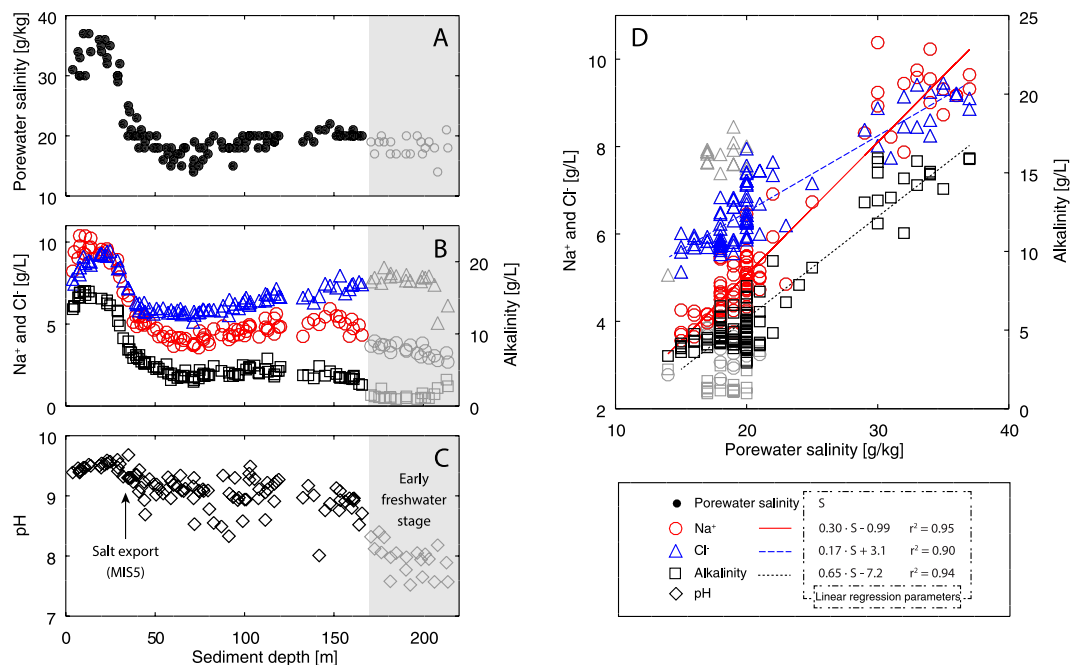 A
Porewater salinity [g/kg]
40
30
20
10
B
Na⁺ and Cl⁻ [g/L]
10
5
0
Alkalinity [g/L]
20
10
0
C
pH
10
9
8
7
Salt export
(MIS5)
Early
freshwater
stage
0 50 100 150 200
Sediment depth [m]
D
Na⁺ and Cl⁻ [g/L]
10
8
6
4
2
Alkalinity [g/L]
25
20
15
10
5
0
10 20 30 40
Porewater salinity [g/kg]
Porewater salinity S
Na⁺ 0.30 · S - 0.99 r² = 0.95
Cl⁻ 0.17 · S + 3.1 r² = 0.90
Alkalinity 0.65 · S - 7.2 r² = 0.94
pH
Linear regression parameters